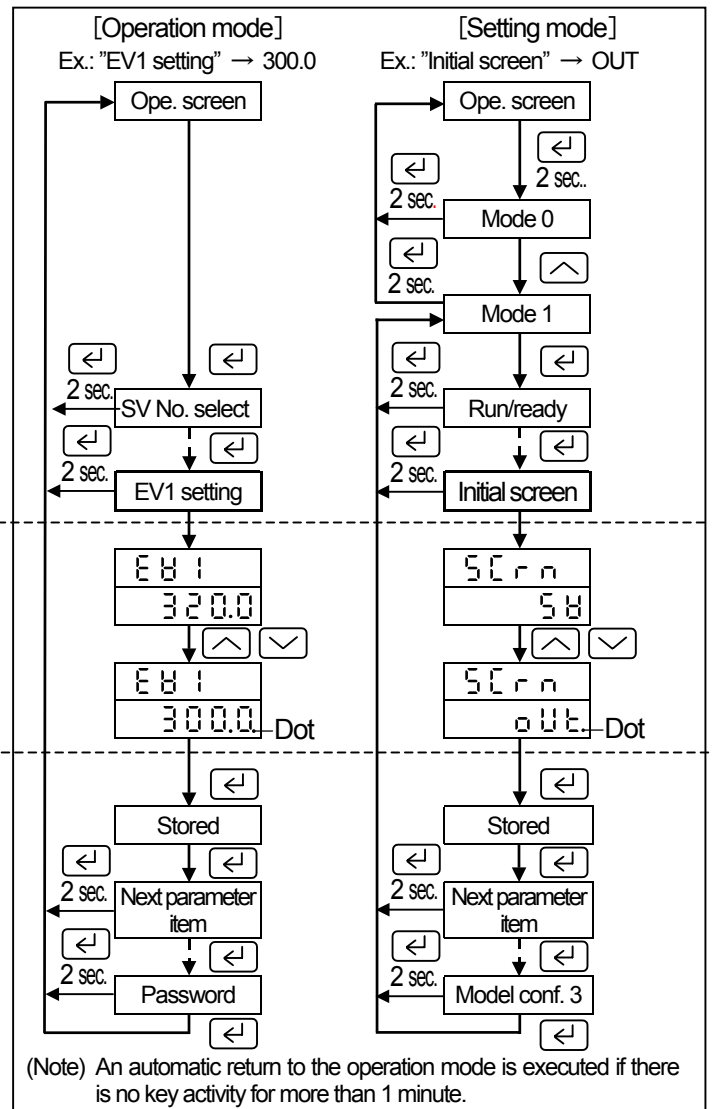 [Operation mode]
Ex.: ”EV1 setting” → 300.0
Ope. screen
↵
2 sec.
↵
SV No. select
↵
2 sec.
↵
EV1 setting
EV1
320.0
EV1
300.0.
Dot
↵
Stored
↵
2 sec.
↵
Next parameter
item
↵
2 sec.
↵
Password
↵
[Setting mode]
Ex.: ”Initial screen” → OUT
Ope. screen
↵
2 sec..
↵
2 sec.
Mode 0
↵
2 sec.
Mode 1
↵
2 sec.
↵
Run/ready
↵
2 sec.
↵
Initial screen
SCrn
SV
SCrn
oUt.
Dot
↵
Stored
↵
2 sec.
↵
Next parameter
item
↵
2 sec.
↵
Model conf. 3
↵
(Note) An automatic return to the operation mode is executed if there
is no key activity for more than 1 minute.